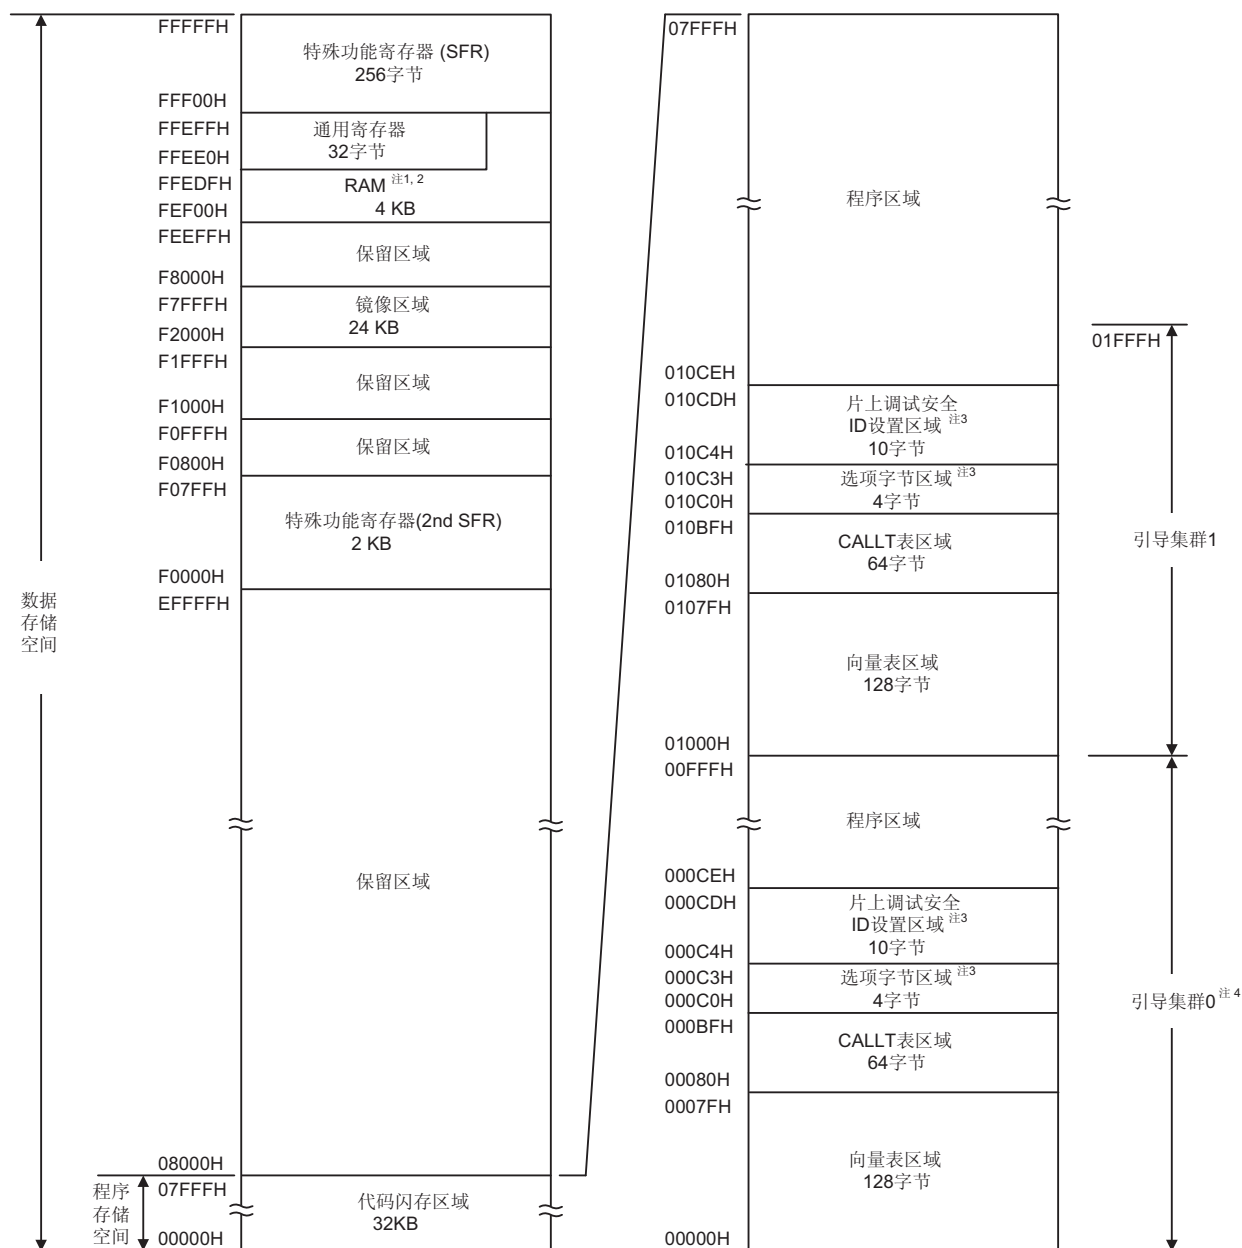 FFFFFH
特殊功能寄存器 (SFR)
256字节
FFF00H
FFEFFH
通用寄存器
32字节
FFEE0H
FFEDFH
RAM 注1, 2
4 KB
FEF00H
FEEFFH
保留区域
F8000H
F7FFFH
镜像区域
24 KB
F2000H
F1FFFH
保留区域
F1000H
F0FFFH
保留区域
F0800H
F07FFH
特殊功能寄存器(2nd SFR)
2 KB
F0000H
EFFFFH
数据
存储
空间
保留区域
08000H
07FFFH
程序
存储
空间
代码闪存区域
32KB
00000H
07FFFH
程序区域
01FFFH
010CEH
010CDH
片上调试安全
ID设置区域 注3
10字节
010C4H
010C3H
选项字节区域 注3
4字节
010C0H
010BFH
CALLT表区域
64字节
引导集群1
01080H
0107FH
向量表区域
128字节
01000H
00FFFH
程序区域
000CEH
000CDH
片上调试安全
ID设置区域 注3
10字节
000C4H
000C3H
选项字节区域 注3
4字节
000C0H
引导集群0 注 4
000BFH
CALLT表区域
64字节
00080H
0007FH
向量表区域
128字节
00000H